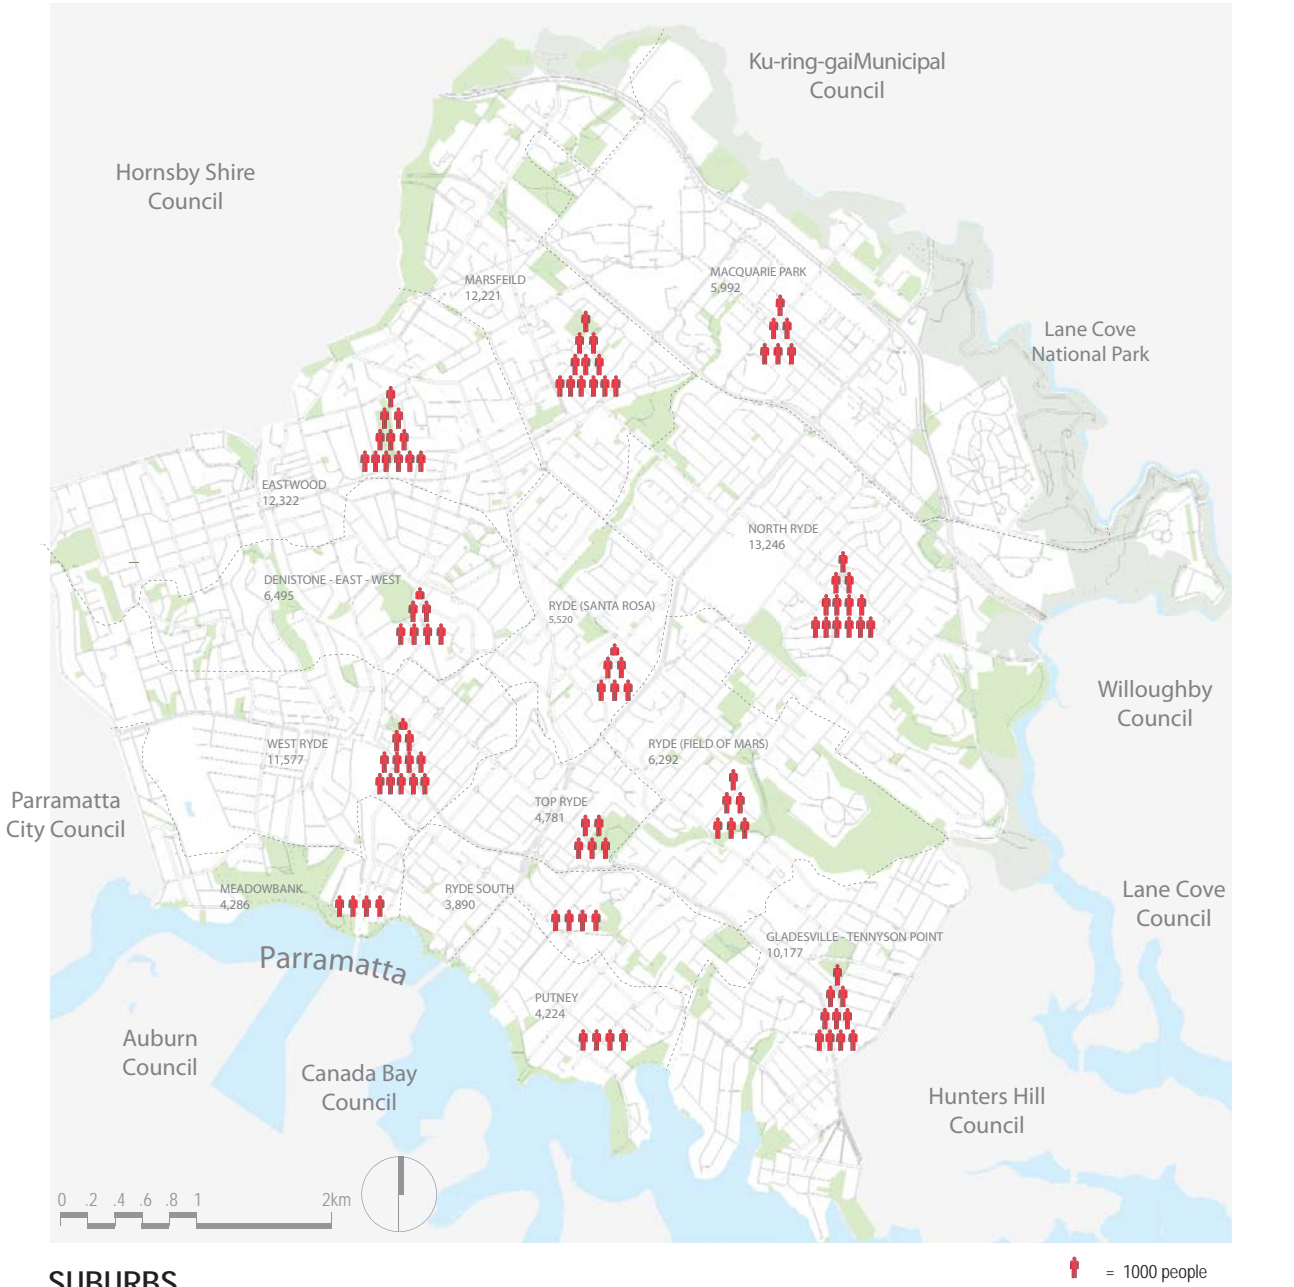 Ku-ring-gaiMunicipal
Council
Hornsby Shire
Council
MARSFEILD
12,221
MACQUARIE PARK
5,992
Lane Cove
National Park
EASTWOOD
12,322
NORTH RYDE
13,246
DENISTONE - EAST - WEST
6,495
RYDE (SANTA ROSA)
5,520
Willoughby
Council
WEST RYDE
11,577
RYDE (FIELD OF MARS)
6,292
Parramatta
City Council
TOP RYDE
4,781
MEADOWBANK
4,286
RYDE SOUTH
3,890
Lane Cove
Council
GLADESVILLE - TENNYSON POINT
10,177
Parramatta
PUTNEY
4,224
Auburn
Council
Canada Bay
Council
Hunters Hill
Council
0 .2 .4 .6 .8 1 2km
SUBURBS
= 1000 people